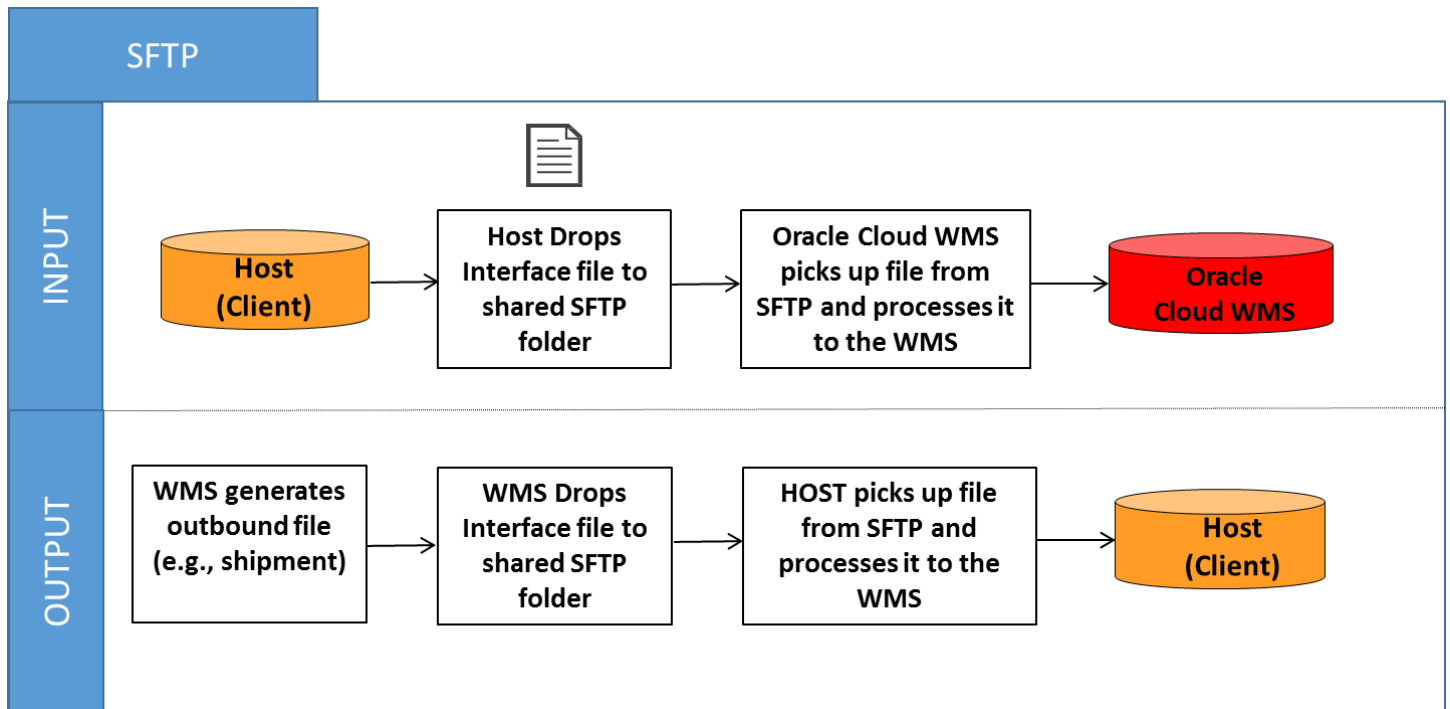 SFTP
INPUT
Host
(Client)
Host Drops
Interface file to
shared SFTP
folder
Oracle Cloud WMS
picks up file from
SFTP and processes it
to the WMS
Oracle
Cloud WMS
OUTPUT
WMS generates
outbound file
(e.g., shipment)
WMS Drops
Interface file to
shared SFTP
folder
HOST picks up file
from SFTP and
processes it to the
WMS
Host
(Client)